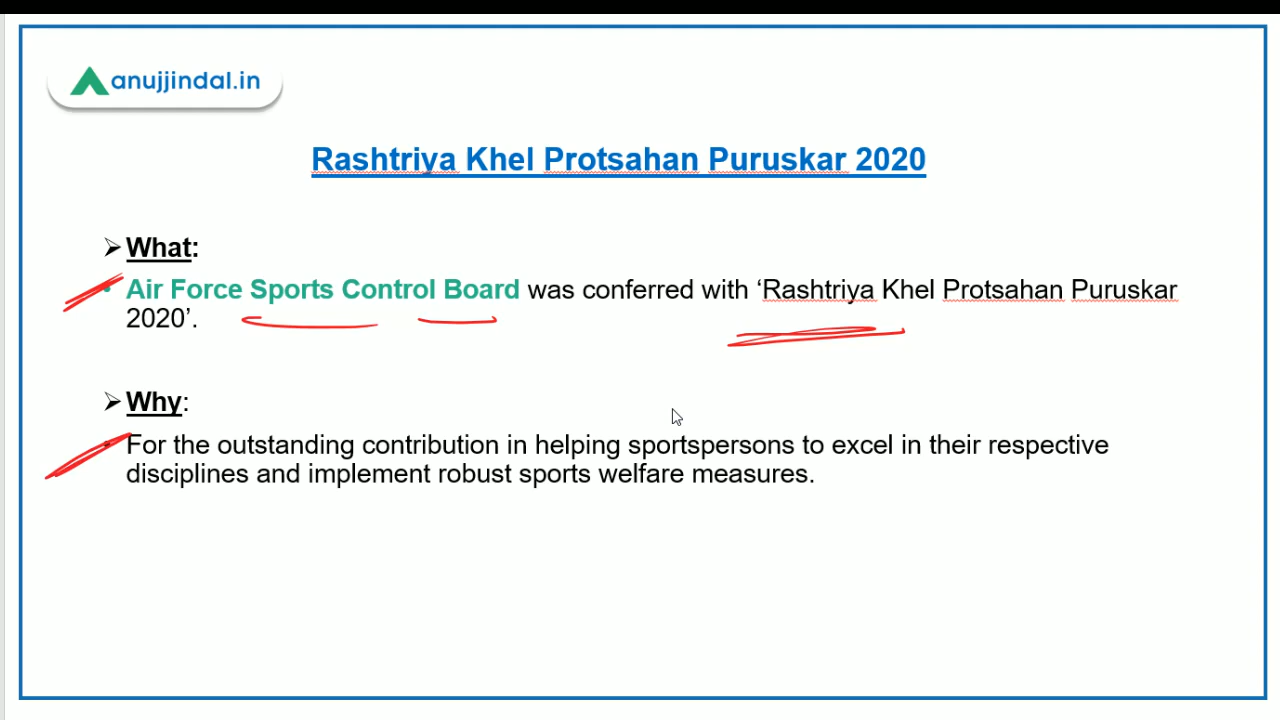 anujjindal.in
Rashtriya Khel Protsahan Puruskar 2020
What:
Air Force Sports Control Board was conferred with ‘Rashtriya Khel Protsahan Puruskar
2020’.
Why:
For the outstanding contribution in helping sportspersons to excel in their respective
disciplines and implement robust sports welfare measures.